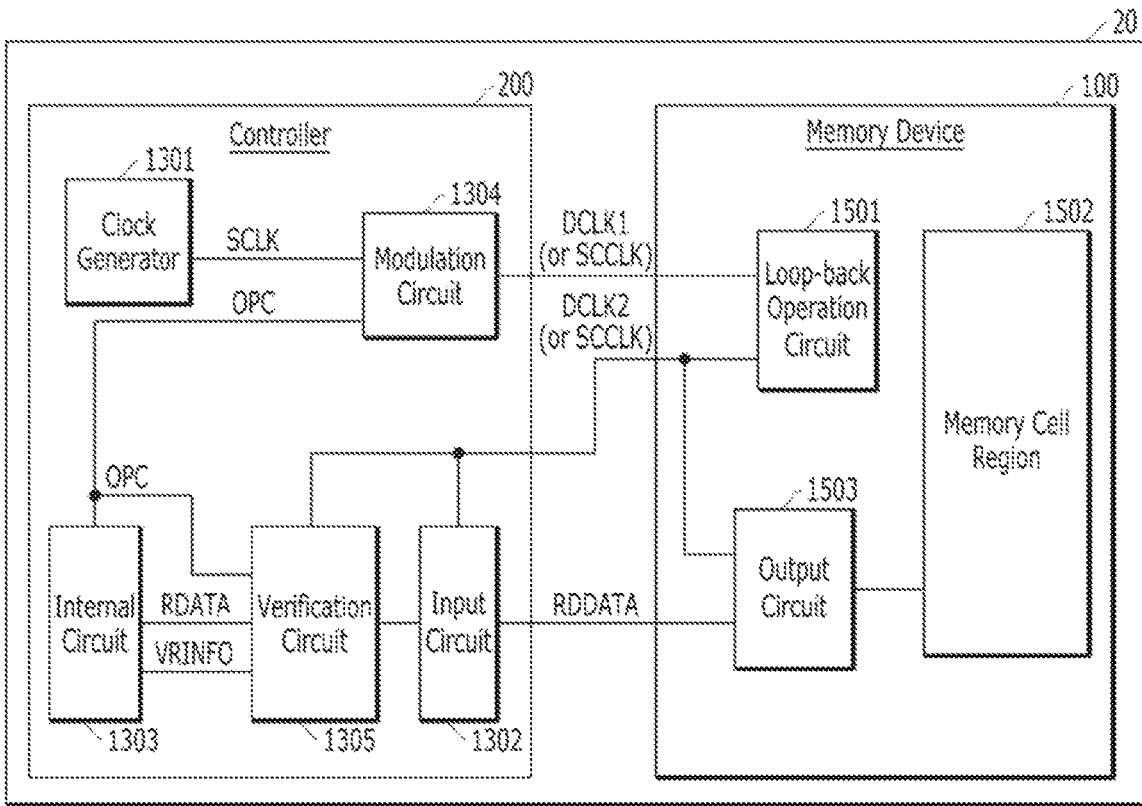 20
200
100
Controller
Memory Device
1301
1304
1501
1502
Clock
Generator
SCLK
Modulation
Circuit
DCLK1
(or SCCLK)
Loop-back
Operation
Circuit
OPC
DCLK2
(or SCCLK)
Memory Cell
Region
OPC
1503
Internal
Circuit
RDATA
VRINFO
Verification
Circuit
Input
Circuit
RDDATA
Output
Circuit
1303
1305
1302